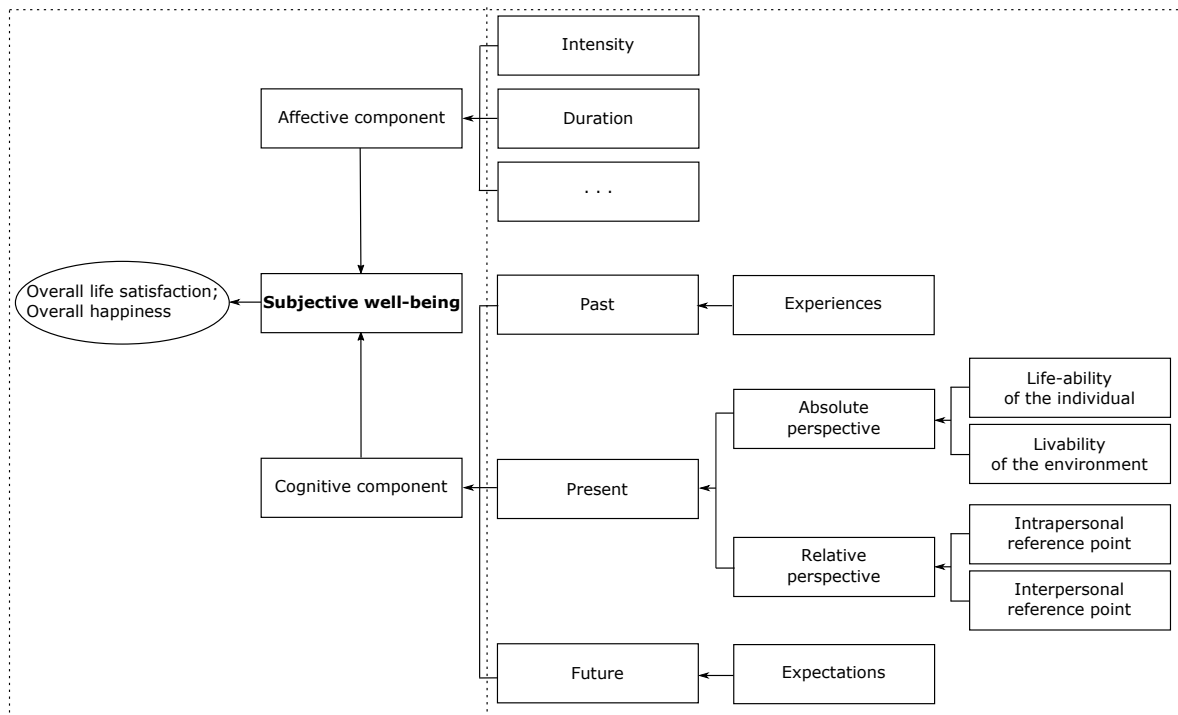 Intensity
Affective component
Duration
. . .
Overall life satisfaction;
Overall happiness
Subjective well-being
Past
Experiences
Life-ability
of the individual
Absolute
perspective
Livability
of the environment
Cognitive component
Present
Intrapersonal
reference point
Relative
perspective
Interpersonal
reference point
Future
Expectations